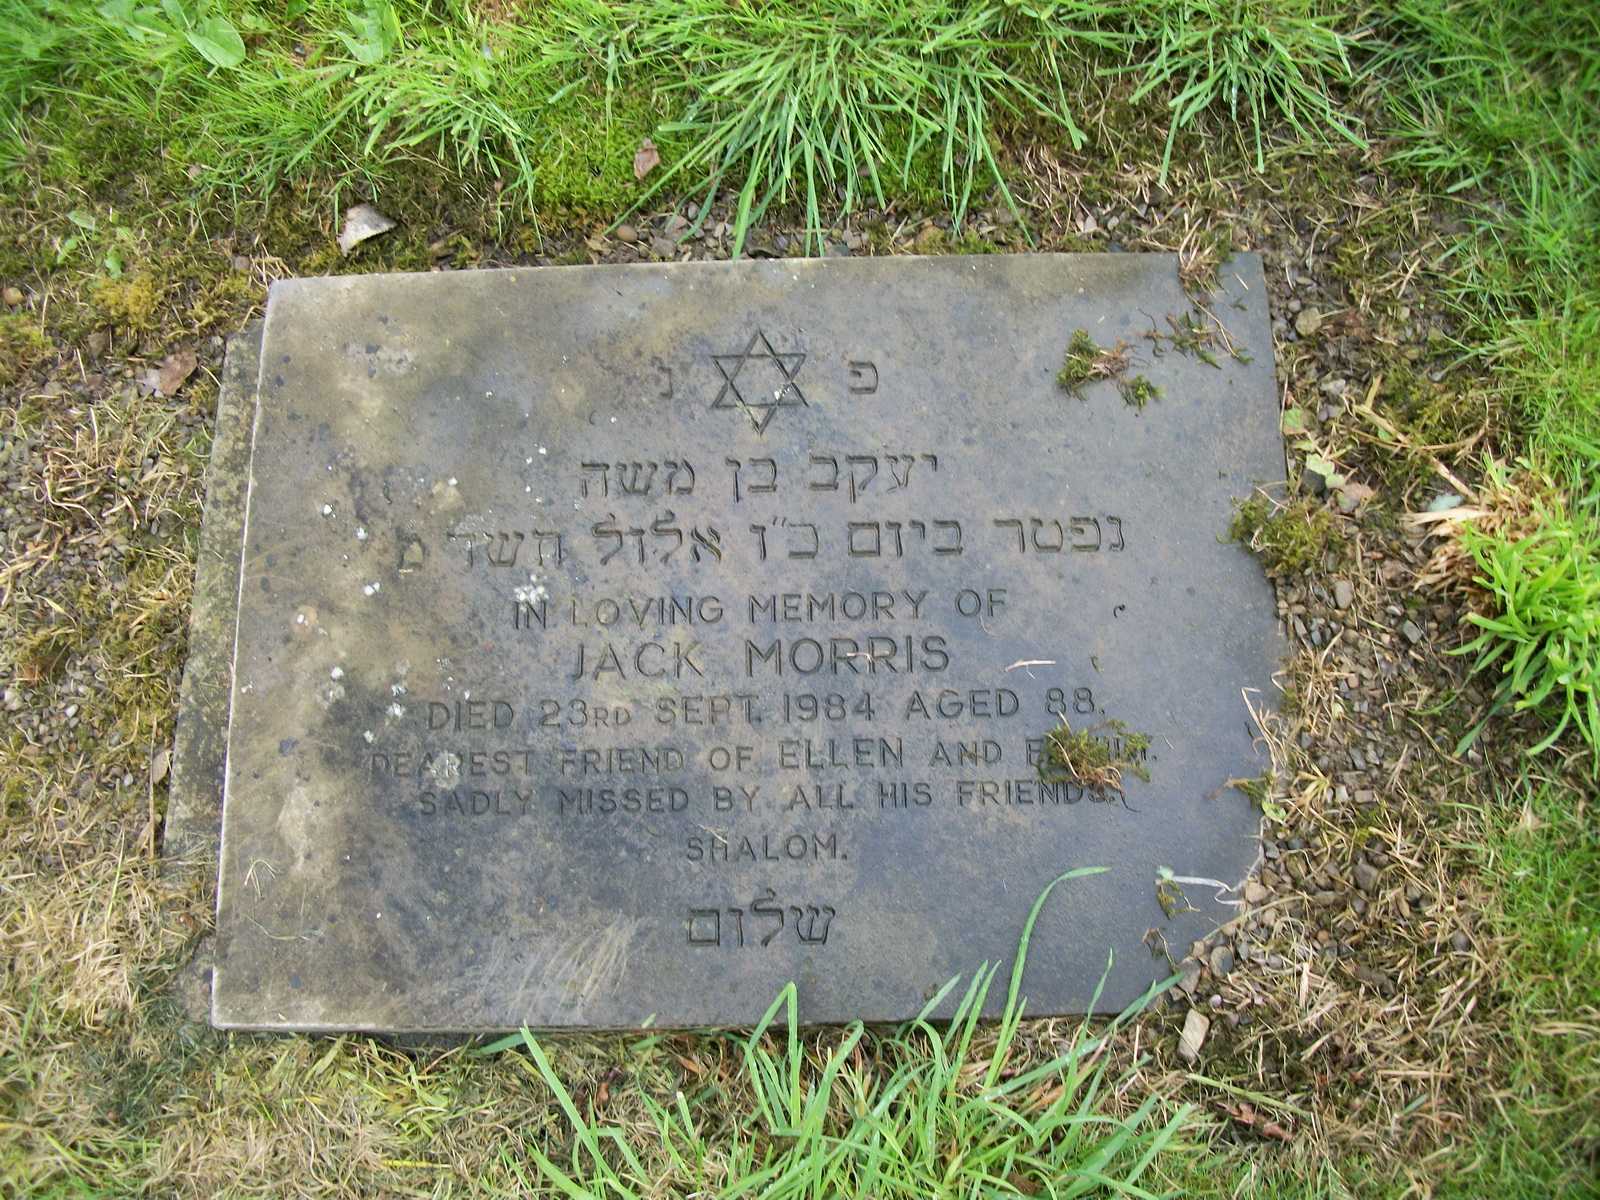 פ נ
יעקב בן משה
נפטר ביום כ"ו אלול תשד"מ
IN LOVING MEMORY OF
JACK MORRIS
DIED 23RD SEPT. 1984 AGED 88.
DEAREST FRIEND OF ELLEN AND
SADLY MISSED BY ALL HIS FRIENDS.
SHALOM.
שלום